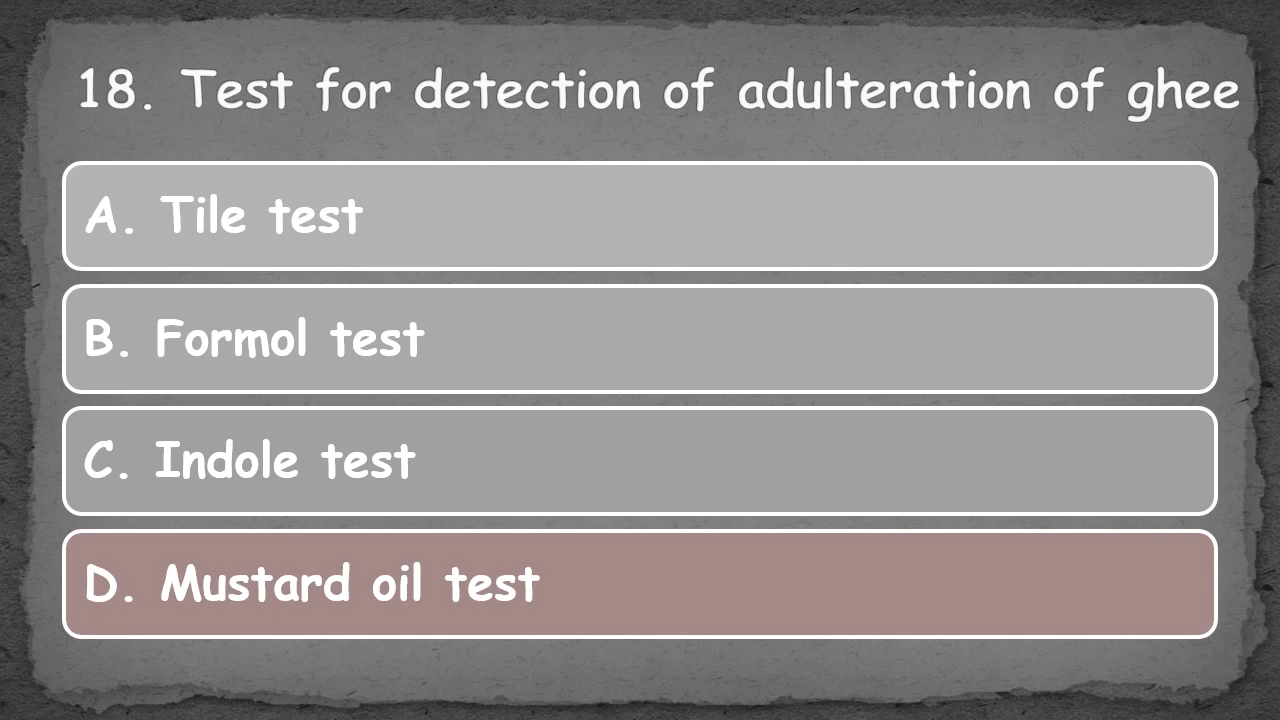 18. Test for detection of adulteration of ghee
A. Tile test
B. Formol test
C. Indole test
D. Mustard oil test